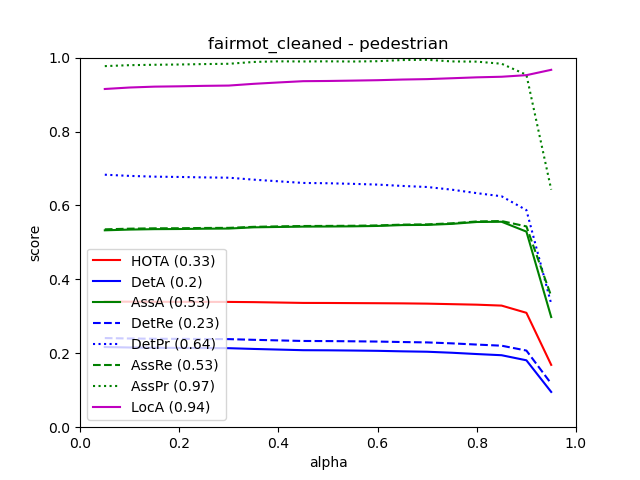 fairmot_cleaned - pedestrian
1.0
0.8
0.6
0.4
0.2
0.0
score
HOTA (0.33)
DetA (0.2)
AssA (0.53)
DetRe (0.23)
DetPr (0.64)
AssRe (0.53)
AssPr (0.97)
LocA (0.94)
0.0 0.2 0.4 0.6 0.8 1.0
alpha